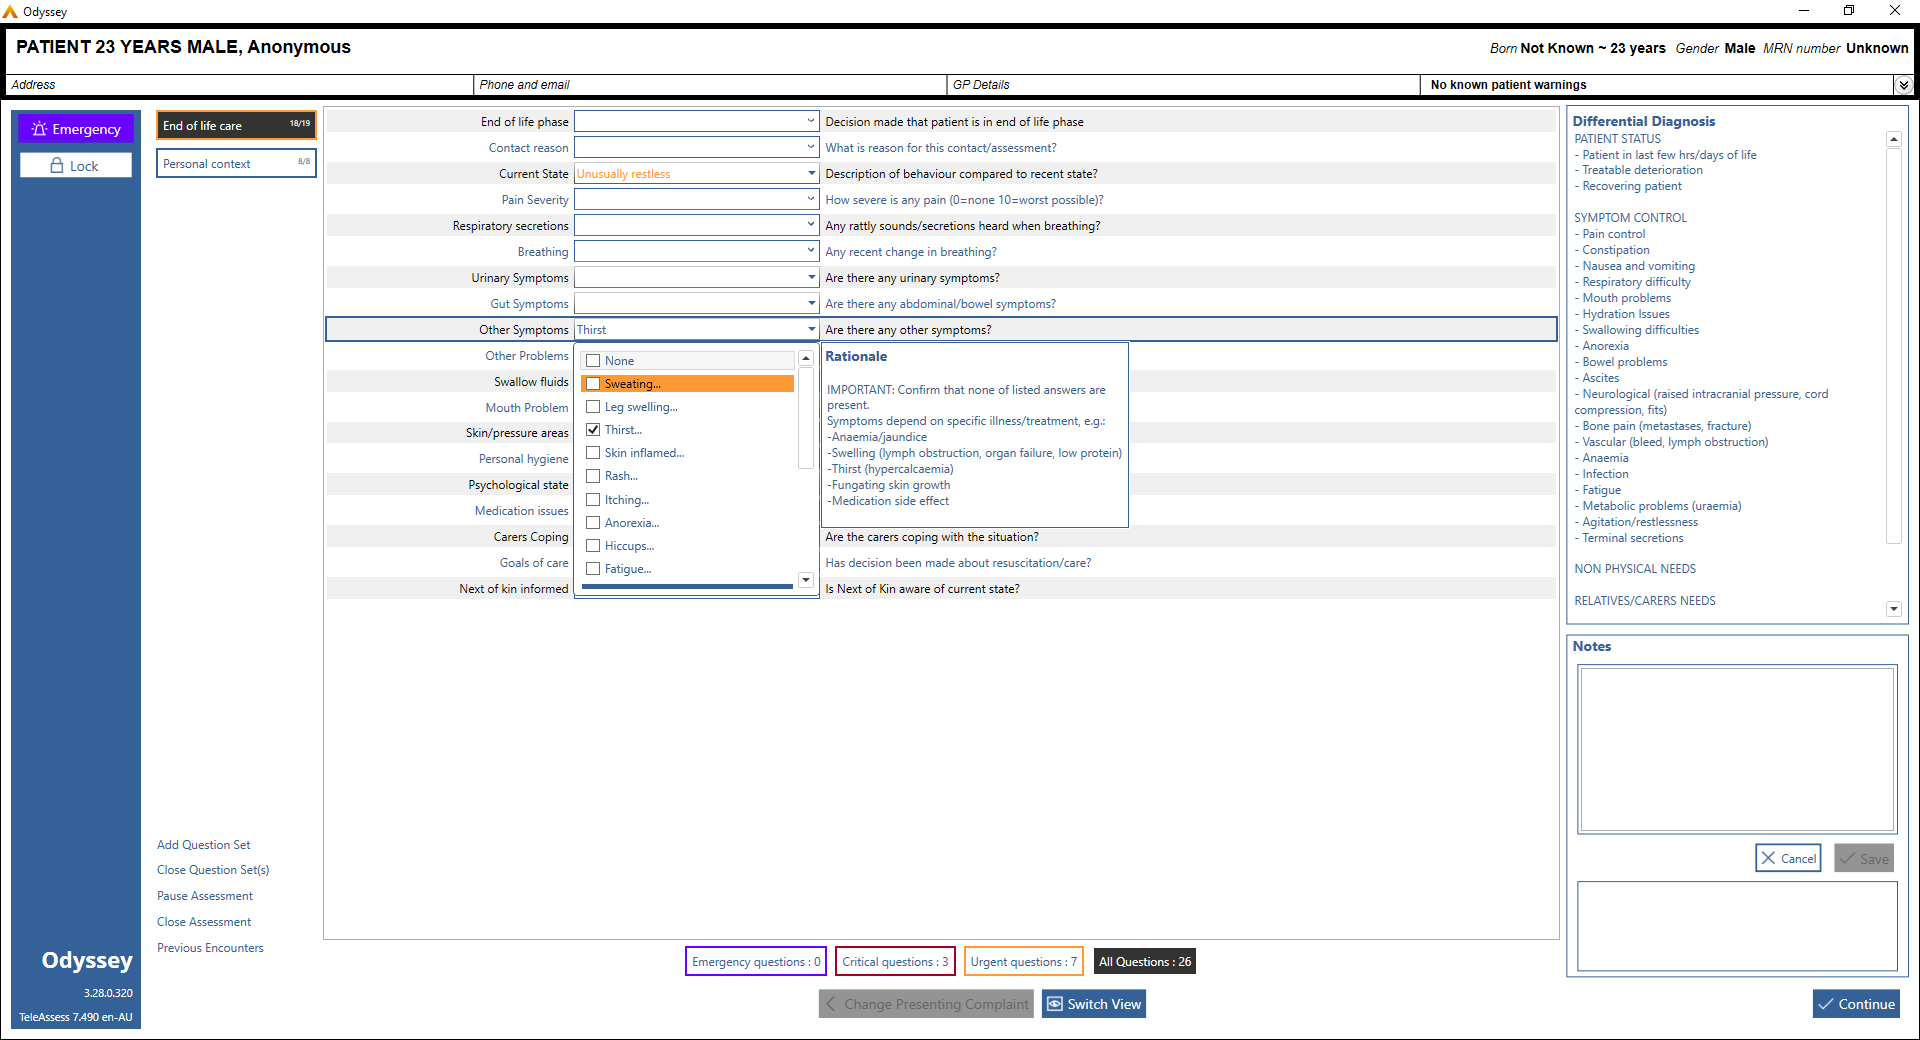 Odyssey
PATIENT 23 YEARS MALE, Anonymous
Born Not Known ~ 23 years Gender Male MRN number Unknown
Address
Phone and email
GP Details
No known patient warnings
Emergency
Lock
End of life care 18/19
Personal context 8/8
End of life phase Decision made that patient is in end of life phase
Contact reason What is reason for this contact/assessment?
Current State Unusually restless Description of behaviour compared to recent state?
Pain Severity How severe is any pain (0=none 10=worst possible)?
Respiratory secretions Any rattly sounds/secretions heard when breathing?
Breathing Any recent change in breathing?
Urinary Symptoms Are there any urinary symptoms?
Gut Symptoms Are there any abdominal/bowel symptoms?
Other Symptoms Thirst Are there any other symptoms?
Other Problems
Swallow fluids
Mouth Problem
Skin/pressure areas
Personal hygiene
Psychological state
Medication issues
Carers Coping Are the carers coping with the situation?
Goals of care Has decision been made about resuscitation/care?
Next of kin informed Is Next of Kin aware of current state?
None
Sweating...
Leg swelling...
Thirst...
Skin inflamed...
Rash...
Itching...
Anorexia...
Hiccups...
Fatigue...
Rationale
IMPORTANT: Confirm that none of listed answers are
present.
Symptoms depend on specific illness/treatment, e.g.:
-Anaemia/jaundice
-Swelling (lymph obstruction, organ failure, low protein)
-Thirst (hypercalcaemia)
-Fungating skin growth
-Medication side effect
Differential Diagnosis
PATIENT STATUS
- Patient in last few hrs/days of life
- Treatable deterioration
- Recovering patient
SYMPTOM CONTROL
- Pain control
- Constipation
- Nausea and vomiting
- Respiratory difficulty
- Mouth problems
- Hydration Issues
- Swallowing difficulties
- Anorexia
- Bowel problems
- Ascites
- Neurological (raised intracranial pressure, cord
compression, fits)
- Bone pain (metastases, fracture)
- Vascular (bleed, lymph obstruction)
- Anaemia
- Infection
- Fatigue
- Metabolic problems (uraemia)
- Agitation/restlessness
- Terminal secretions
NON PHYSICAL NEEDS
RELATIVES/CARERS NEEDS
Notes
Cancel
Save
Add Question Set
Close Question Set(s)
Pause Assessment
Close Assessment
Previous Encounters
Odyssey
3.28.0.320
TeleAssess 7.490 en-AU
Emergency questions : 0
Critical questions : 3
Urgent questions : 7
All Questions : 26
Change Presenting Complaint
Switch View
Continue